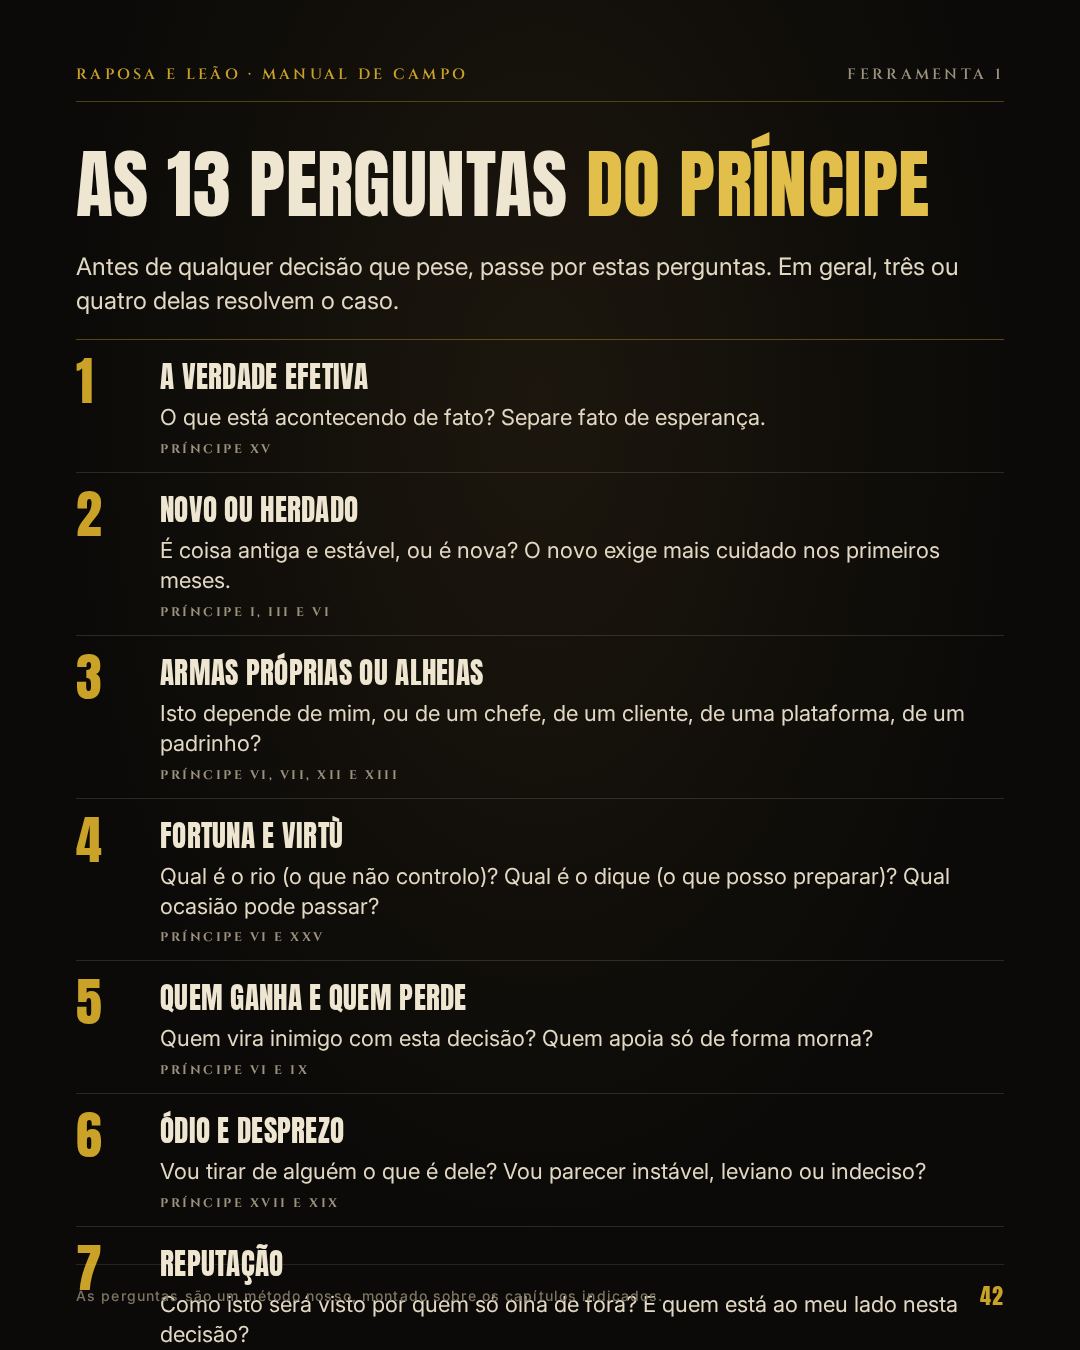 RAPOSA E LEÃO · MANUAL DE CAMPO
FERRAMENTA 1
AS 13 PERGUNTAS DO PRÍNCIPE
Antes de qualquer decisão que pese, passe por estas perguntas. Em geral, três ou
quatro delas resolvem o caso.
1
A VERDADE EFETIVA
O que está acontecendo de fato? Separe fato de esperança.
PRÍNCIPE XV
2
NOVO OU HERDADO
É coisa antiga e estável, ou é nova? O novo exige mais cuidado nos primeiros
meses.
PRÍNCIPE I, III E VI
3
ARMAS PRÓPRIAS OU ALHEIAS
Isto depende de mim, ou de um chefe, de um cliente, de uma plataforma, de um
padrinho?
PRÍNCIPE VI, VII, XII E XIII
4
FORTUNA E VIRTÙ
Qual é o rio (o que não controlo)? Qual é o dique (o que posso preparar)? Qual
ocasião pode passar?
PRÍNCIPE VI E XXV
5
QUEM GANHA E QUEM PERDE
Quem vira inimigo com esta decisão? Quem apoia só de forma morna?
PRÍNCIPE VI E IX
6
ÓDIO E DESPREZO
Vou tirar de alguém o que é dele? Vou parecer instável, leviano ou indeciso?
PRÍNCIPE XVII E XIX
7
REPUTAÇÃO
Como isto será visto por quem só olha de fora? E quem está ao meu lado nesta
decisão?
As perguntas são um método nosso, montado sobre os capítulos indicados.
42